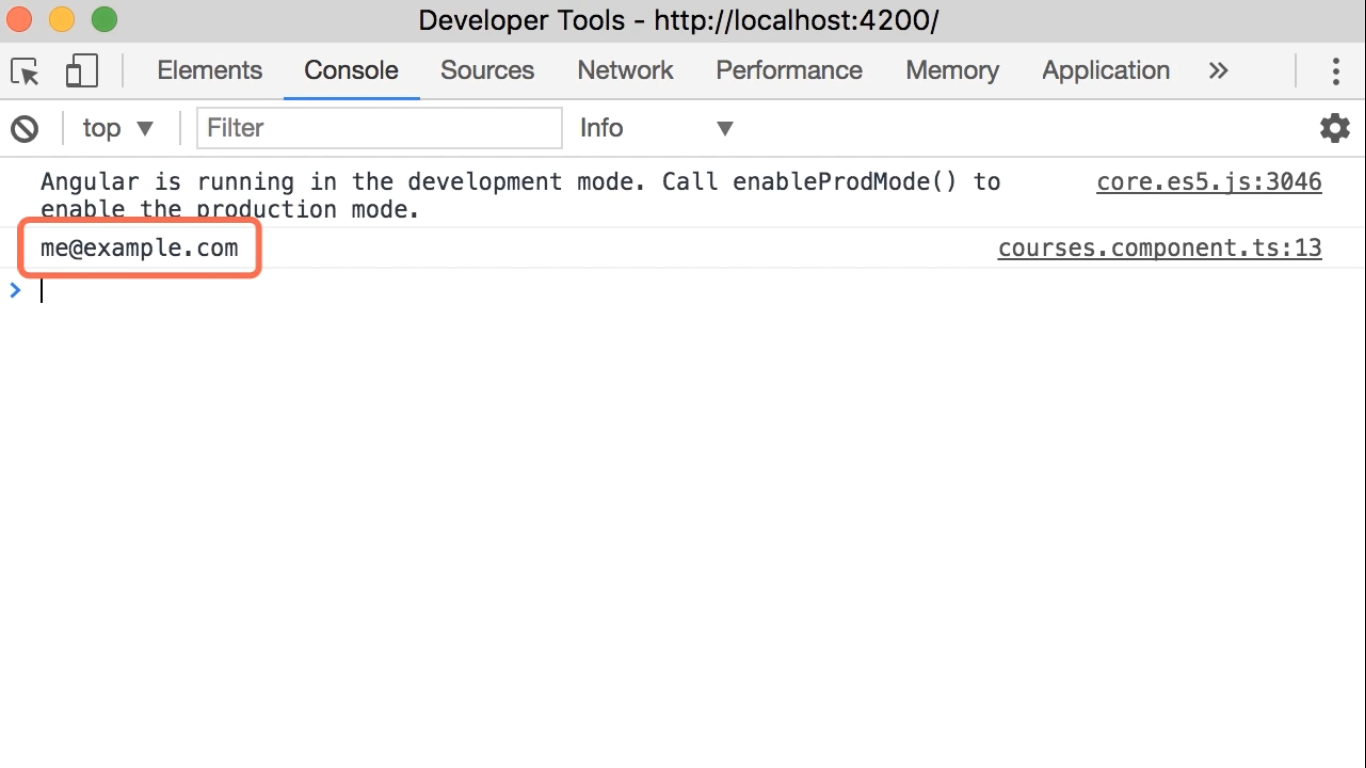 Developer Tools - http://localhost:4200/
Elements Console Sources Network Performance Memory Application »
top ▼ Filter Info ▼
Angular is running in the development mode. Call enableProdMode() to core.es5.js:3046
enable the production mode.
me@example.com courses.component.ts:13
>